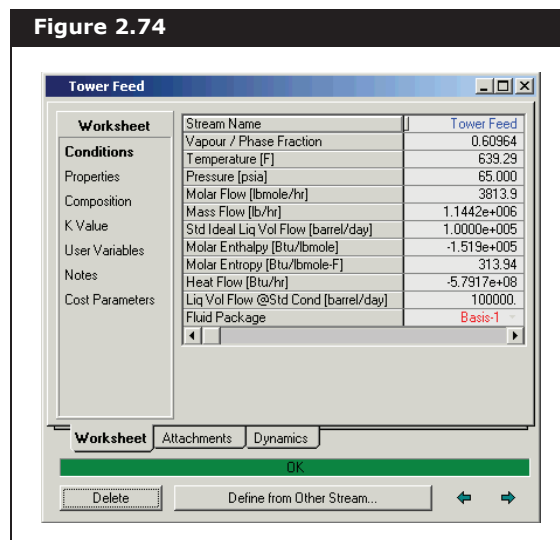 Figure 2.74
Tower Feed
Worksheet
Conditions
Properties
Composition
K Value
User Variables
Notes
Cost Parameters
Stream Name Tower Feed
Vapour / Phase Fraction 0.60964
Temperature [F] 639.29
Pressure [psia] 65.000
Molar Flow [lbmole/hr] 3813.9
Mass Flow [lb/hr] 1.1442e+006
Std Ideal Liq Vol Flow [barrel/day] 1.0000e+005
Molar Enthalpy [Btu/lbmole] -1.519e+005
Molar Entropy [Btu/lbmole-F] 313.94
Heat Flow [Btu/hr] -5.7917e+08
Liq Vol Flow @Std Cond [barrel/day] 100000.
Fluid Package Basis-1
Worksheet Attachments Dynamics
OK
Delete Define from Other Stream...